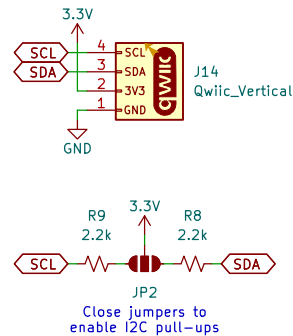 3.3V
SCL 4 SCL
SDA 3 SDA
2 3V3
1 GND
qwiic
J14
Qwiic_Vertical
GND
3.3V
R9
2.2k
R8
2.2k
SCL
SDA
JP2
Close jumpers to
enable I2C pull-ups